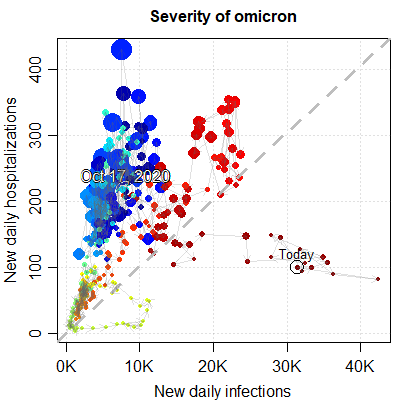 Severity of omicron
New daily hospitalizations
400
300
200
100
0
Oct 17, 2020
Today
0K 10K 20K 30K 40K
New daily infections